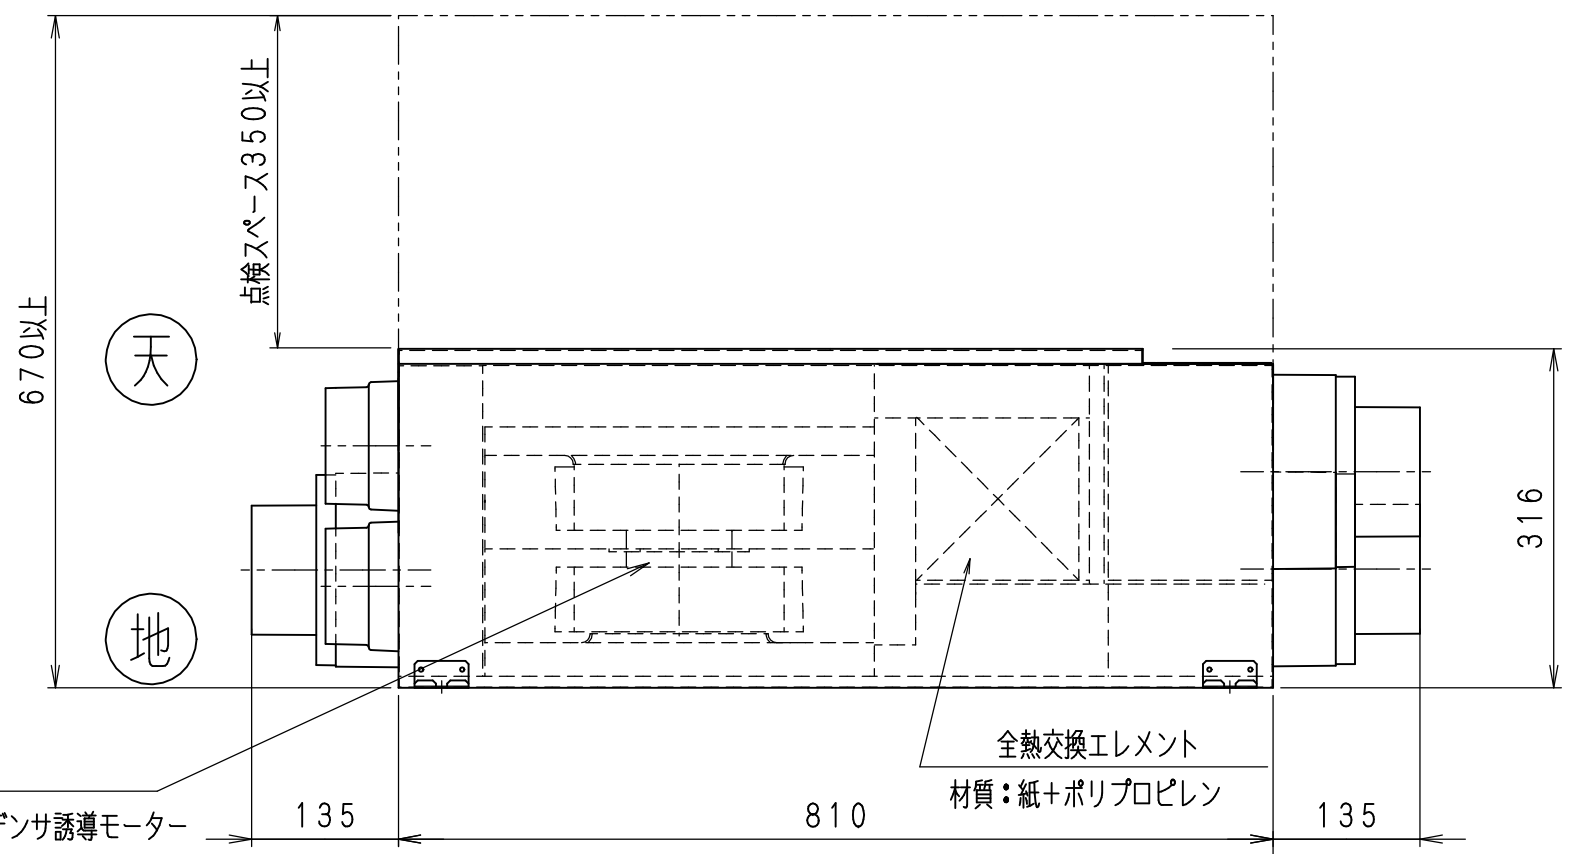 点検スペース350以上
670以上
天
地
316
全熱交換エレメント
材質：紙＋ポリプロピレン
デンサ誘導モーター
135
810
135